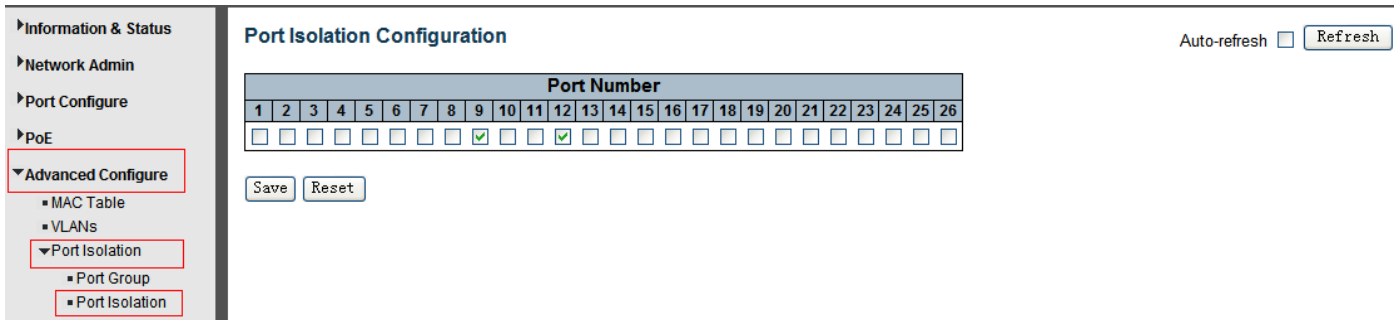 Information & Status
Network Admin
Port Configure
PoE
Advanced Configure
MAC Table
VLANs
Port Isolation
Port Group
Port Isolation
Port Isolation Configuration
Auto-refresh Refresh
Port Number
1 2 3 4 5 6 7 8 9 10 11 12 13 14 15 16 17 18 19 20 21 22 23 24 25 26
Save Reset